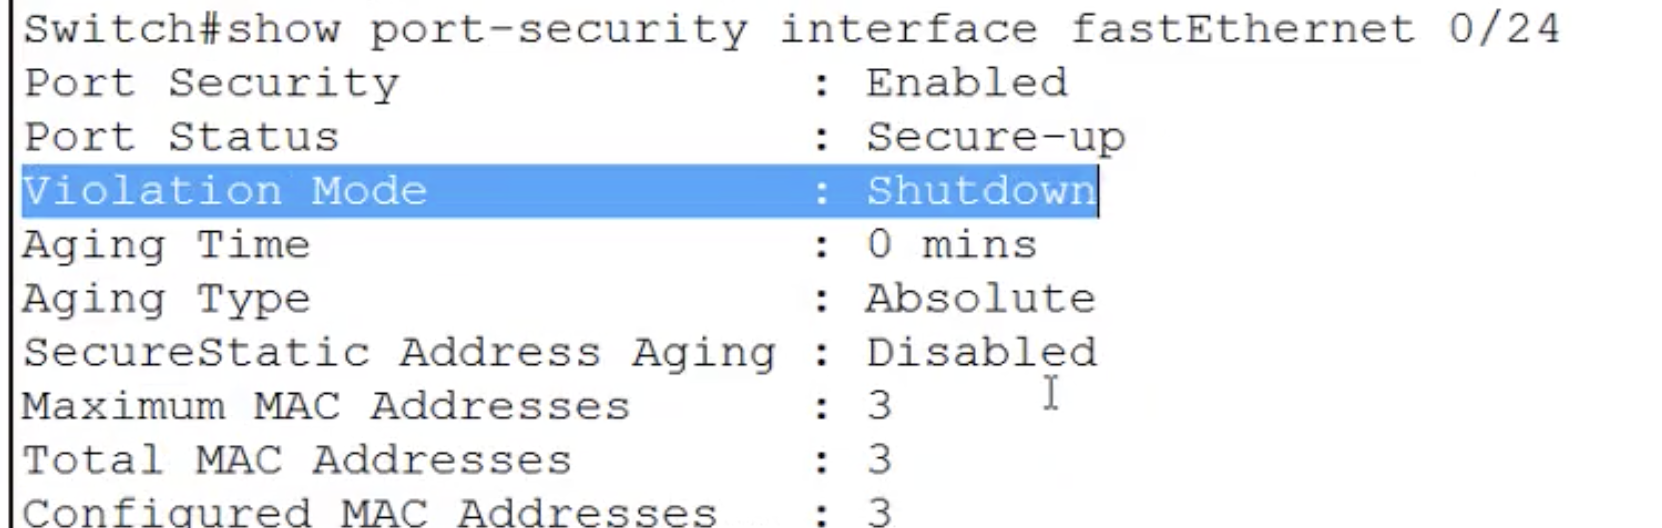 Switch#show port-security interface fastEthernet 0/24
Port Security : Enabled
Port Status : Secure-up
Violation Mode : Shutdown
Aging Time : 0 mins
Aging Type : Absolute
SecureStatic Address Aging : Disabled
Maximum MAC Addresses : 3
Total MAC Addresses : 3
Configured MAC Addresses : 3